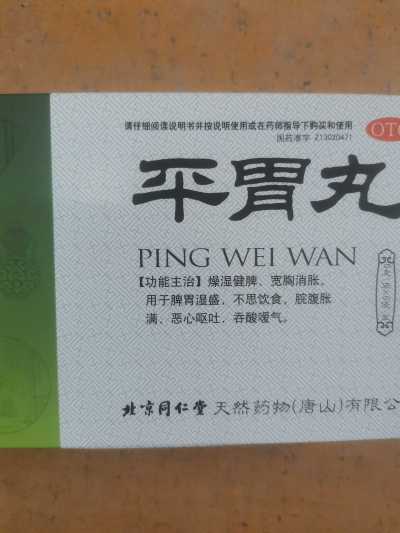 请仔细阅读说明书并按说明使用或在药师指导下购买和使用
国药准字 Z13020471
OTC
平胃丸
PING WEI WAN
【功能主治】燥湿健脾、宽胸消胀。
用于脾胃湿盛，不思饮食，脘腹胀
满，恶心呕吐，吞酸嗳气。
北京同仁堂 天然药物(唐山)有限公